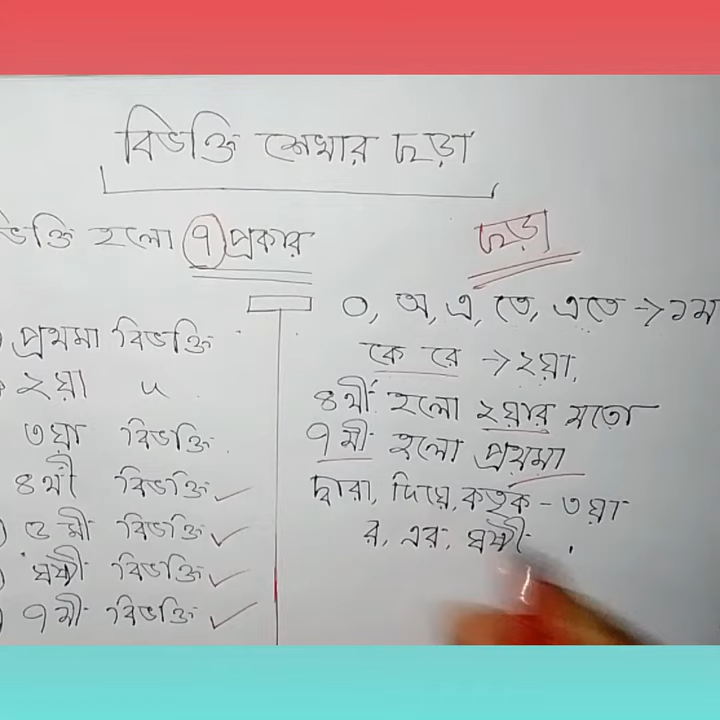 বিভক্তি শেখার ছড়া
ভক্তি হলো ৭ প্রকার
প্রথমা বিভক্তি
২য়া "
৩য়া বিভক্তি
৪র্থী বিভক্তি
৫মী বিভক্তি
ষষ্ঠী বিভক্তি
৭মী বিভক্তি
ছড়া
০, অ, এ, তে, এতে → ১ম
কে রে → ২য়া
৪র্থী হলো ২য়ার মতো
৭মী হলো প্রথমা
দ্বারা, দিয়ে, কর্তৃক - ৩য়া
র, এর, ষষ্ঠী